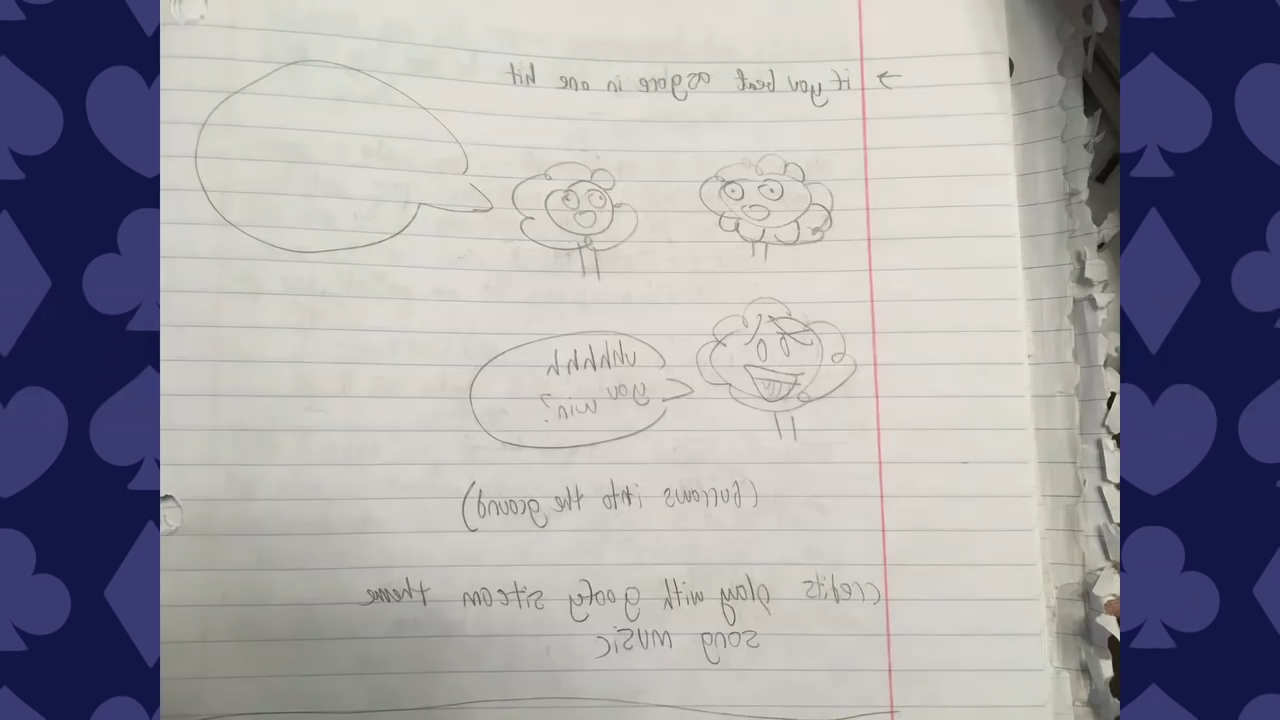 → if you beat asgore in one hit
uhhhhh
you win?
(burrows into the ground)
credits play with goofy sitcom theme
song music